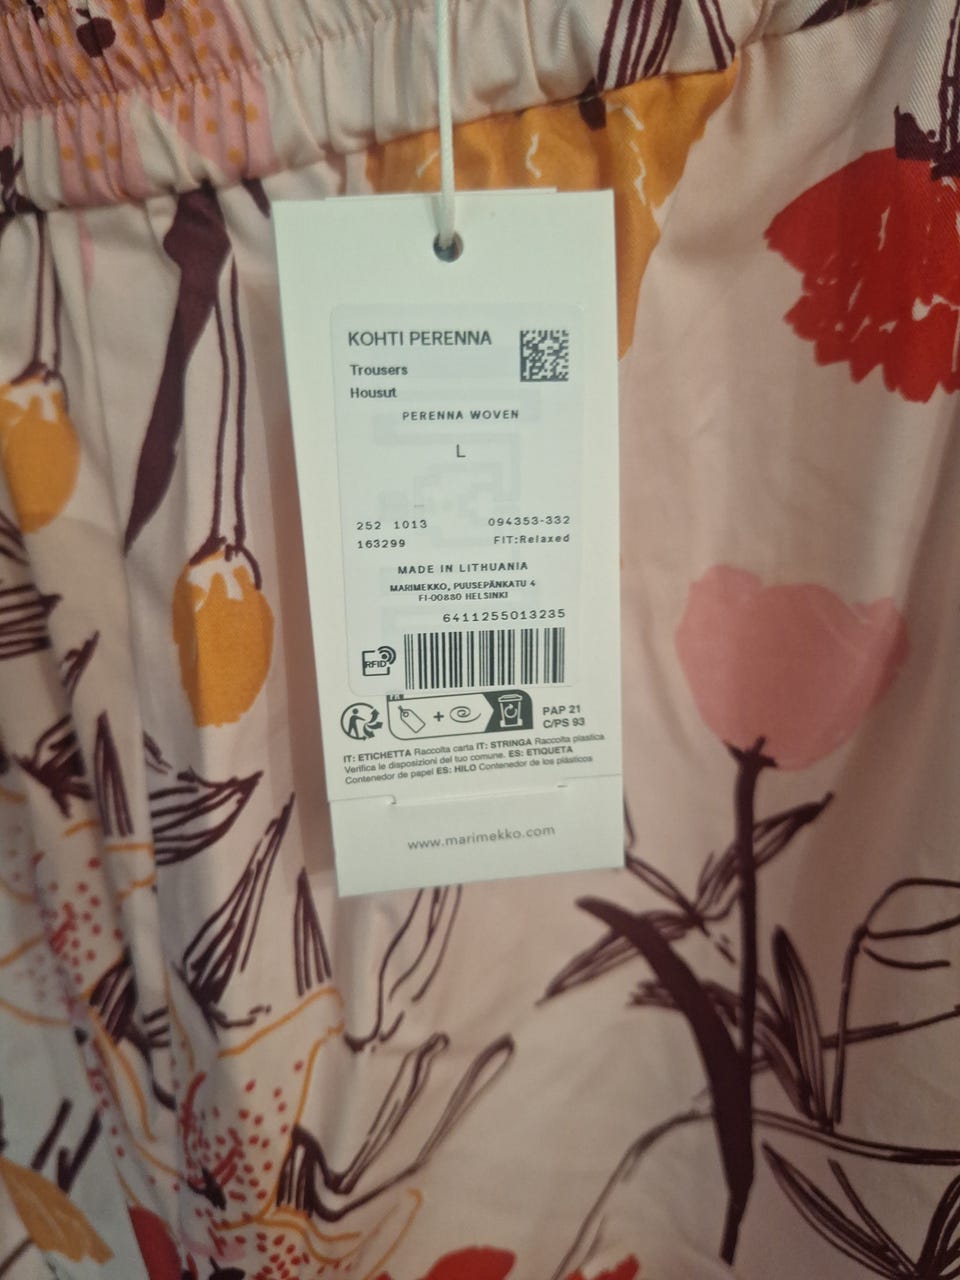 KOHTI PERENNA
Trousers
Housut
PERENNA WOVEN
L
252 1013 094353-332
163299 FIT:Relaxed
MADE IN LITHUANIA
MARIMEKKO, PUUSEPÄNKATU 4
FI-00880 HELSINKI
6411255013235
RFID
FR
+
PAP 21
C/PS 93
IT: ETICHETTA Raccolta carta IT: STRINGA Raccolta plastica
Verifica le disposizioni del tuo comune. ES: ETIQUETA
Contenedor de papel ES: HILO Contenedor de los plásticos
www.marimekko.com